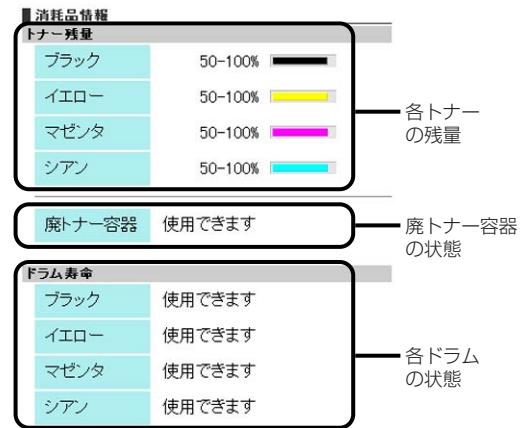 消耗品情報
トナー残量
ブラック 50-100%
イエロー 50-100%
マゼンタ 50-100%
シアン 50-100%
各トナー
の残量
廃トナー容器 使用できます
廃トナー容器
の状態
ドラム寿命
ブラック 使用できます
イエロー 使用できます
マゼンタ 使用できます
シアン 使用できます
各ドラム
の状態